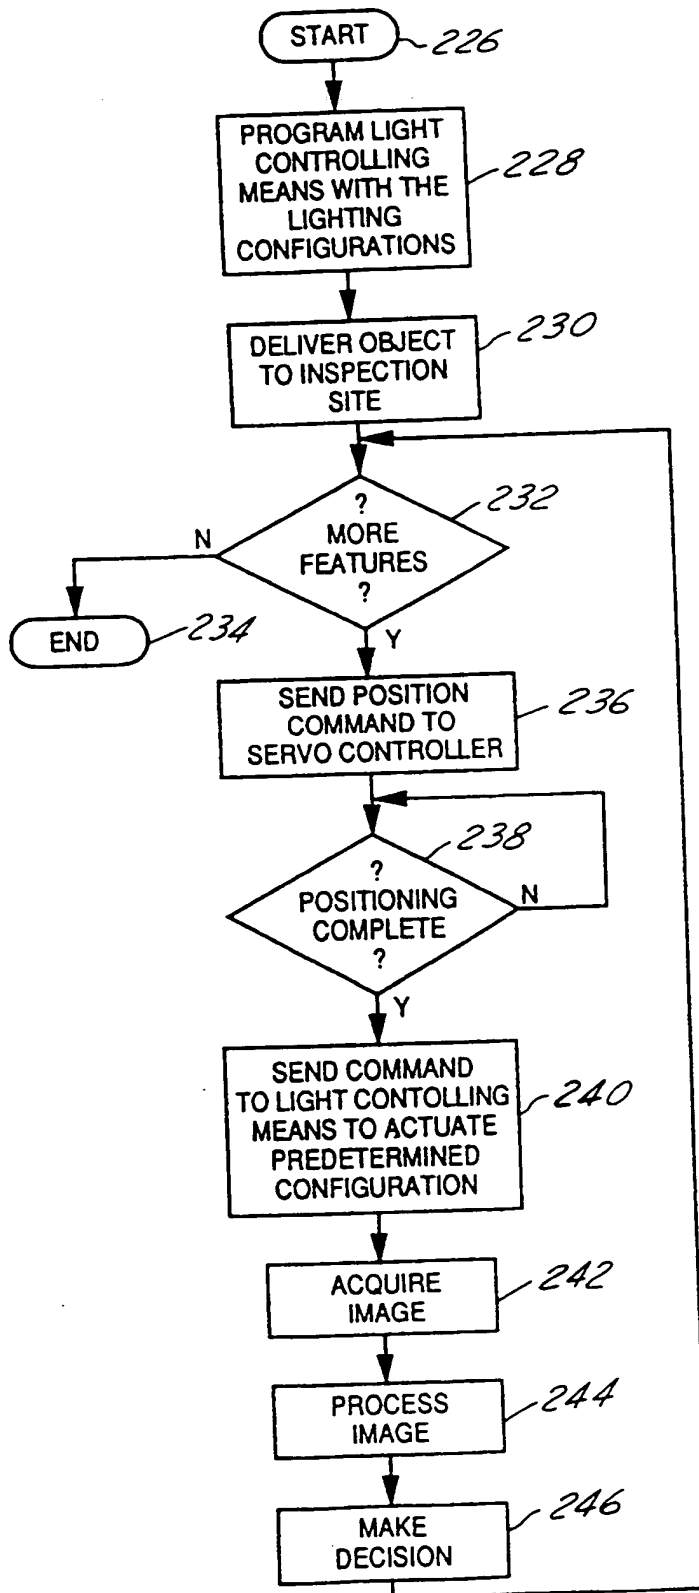 START
226
PROGRAM LIGHT
CONTROLLING
MEANS WITH THE
LIGHTING
CONFIGURATIONS
228
DELIVER OBJECT
TO INSPECTION
SITE
230
?
MORE
FEATURES
?
232
N
END
234
Y
SEND POSITION
COMMAND TO
SERVO CONTROLLER
236
?
POSITIONING
COMPLETE
?
238
N
Y
SEND COMMAND
TO LIGHT CONTOLLING
MEANS TO ACTUATE
PREDETERMINED
CONFIGURATION
240
ACQUIRE
IMAGE
242
PROCESS
IMAGE
244
MAKE
DECISION
246